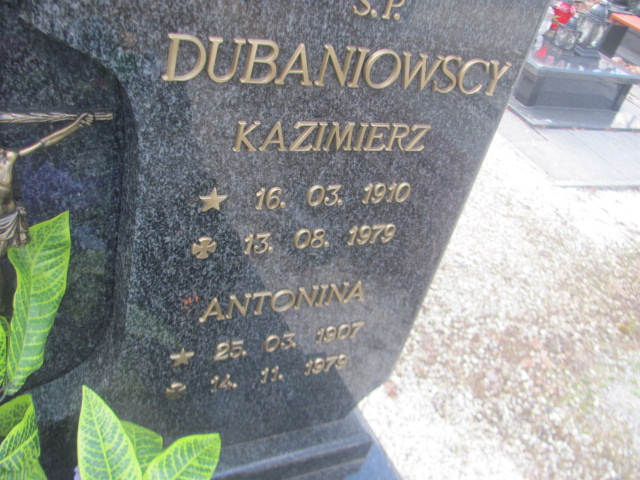 Ś.P.
DUBANIOWSCY
KAZIMIERZ
16. 03. 1910
13. 08. 1979
ANTONINA
25. 03. 1907
14. 11. 1979